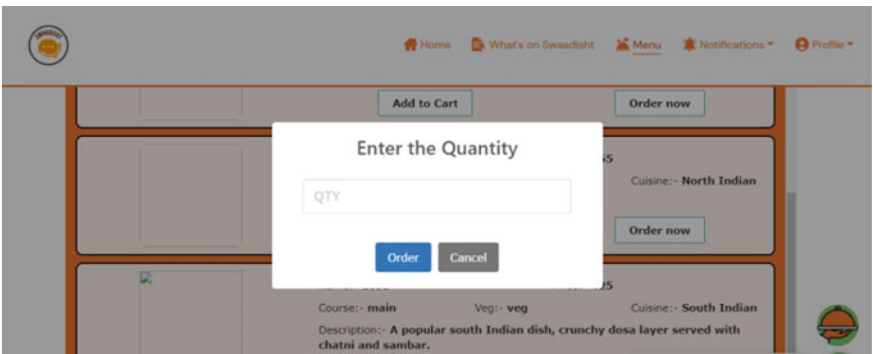 SWAADISHT
Home What's on Swaadisht Menu Notifications Profile
Add to Cart Order now
Enter the Quantity
Cuisine:- North Indian
QTY
Order now
Order Cancel
Course:- main Veg:- veg Cuisine:- South Indian
Description:- A popular south Indian dish, crunchy dosa layer served with
chatni and sambar.